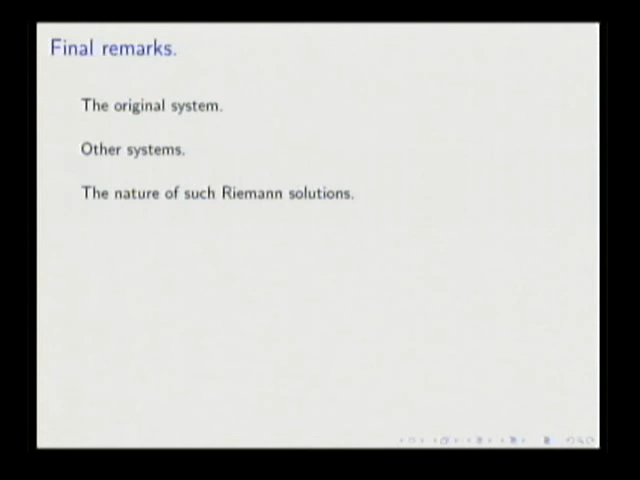 Final remarks.
The original system.
Other systems.
The nature of such Riemann solutions.